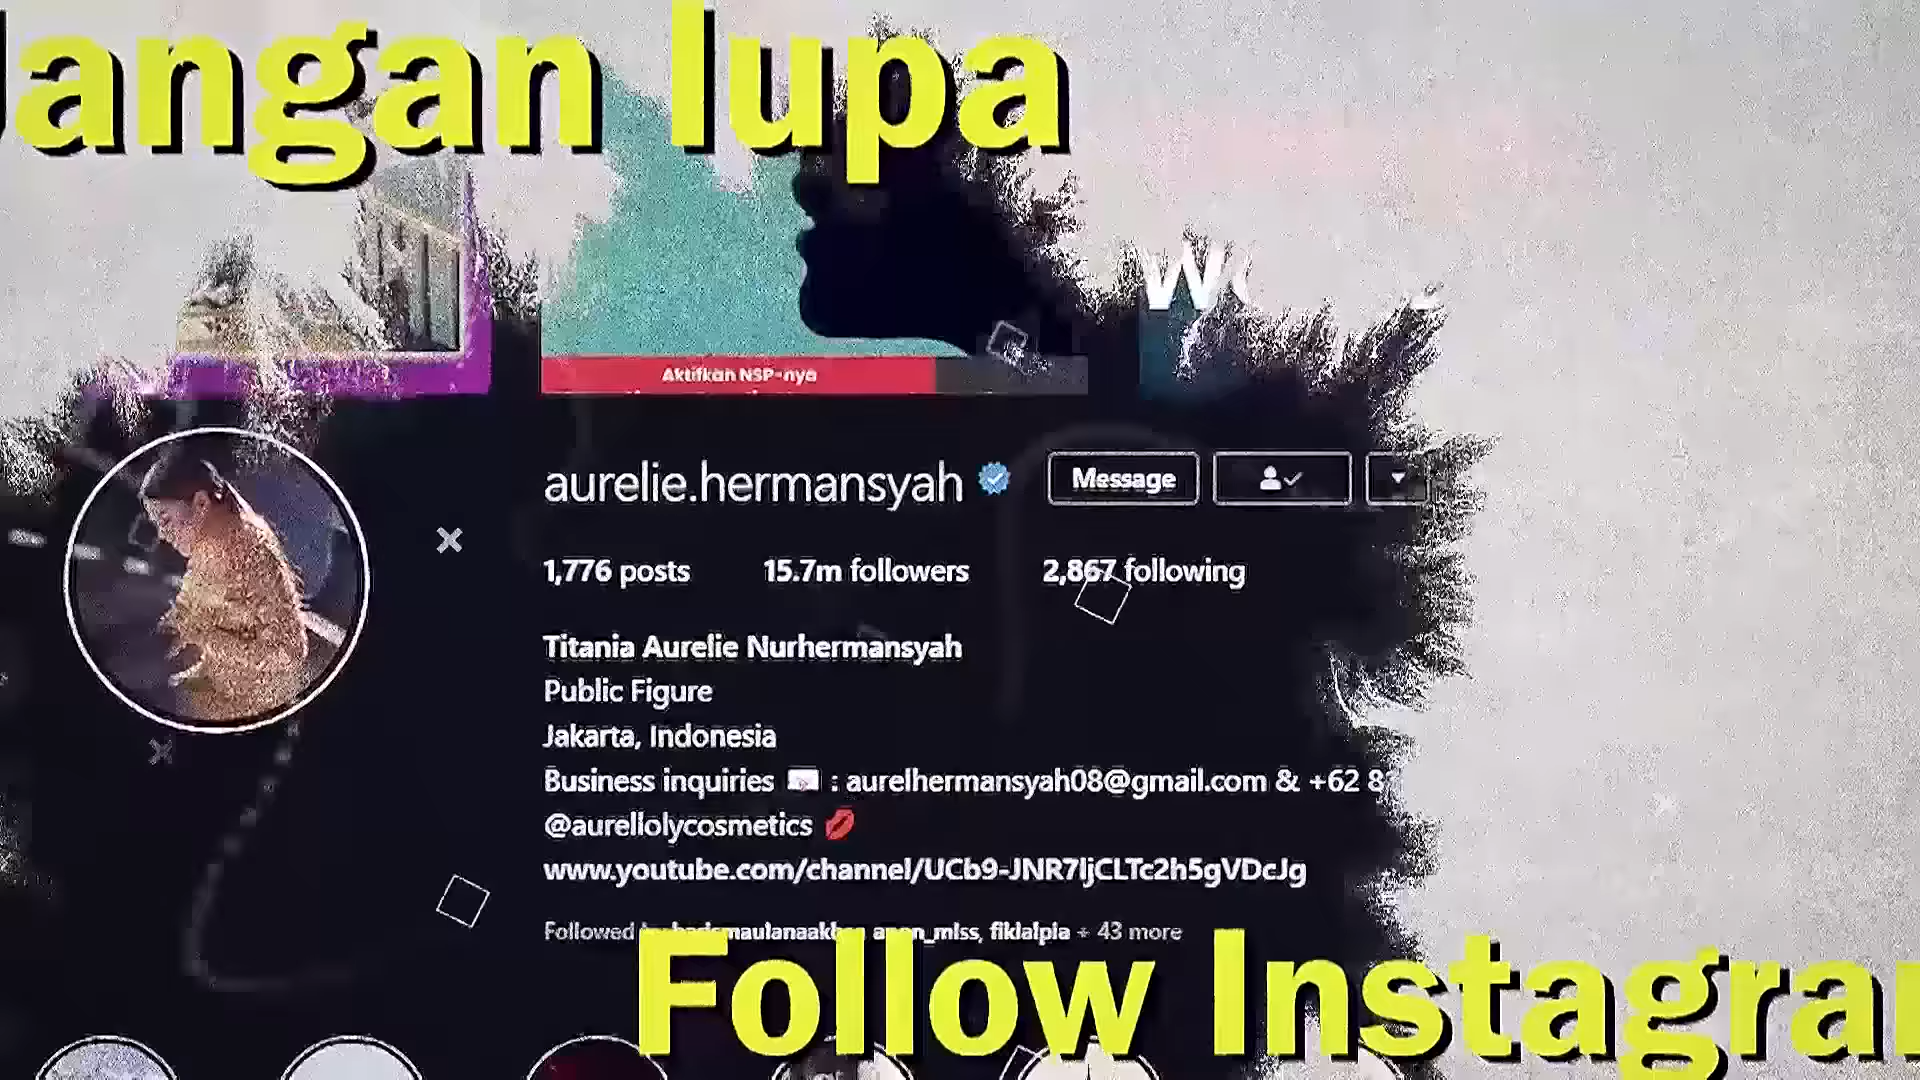 Jangan lupa
Aktifkan NSP-nya
aurelie.hermansyah Message
1,776 posts 15.7m followers 2,867 following
Titania Aurelie Nurhermansyah
Public Figure
Jakarta, Indonesia
Business inquiries : aurelhermansyah08@gmail.com & +62 8
@aurellolycosmetics
www.youtube.com/channel/UCb9-JNR7ljCLTc2h5gVDcJg
Followed fikialpia + 43 more
Follow Instagra